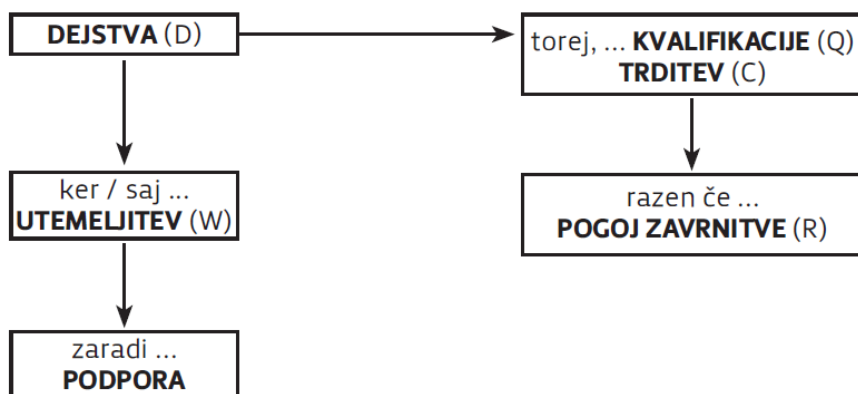 DEJSTVA (D)
torej, ... KVALIFIKACIJE (Q)
TRDITEV (C)
ker / saj ...
UTEMELJITEV (W)
razen če ...
POGOJ ZAVRNITVE (R)
zaradi ...
PODPORA